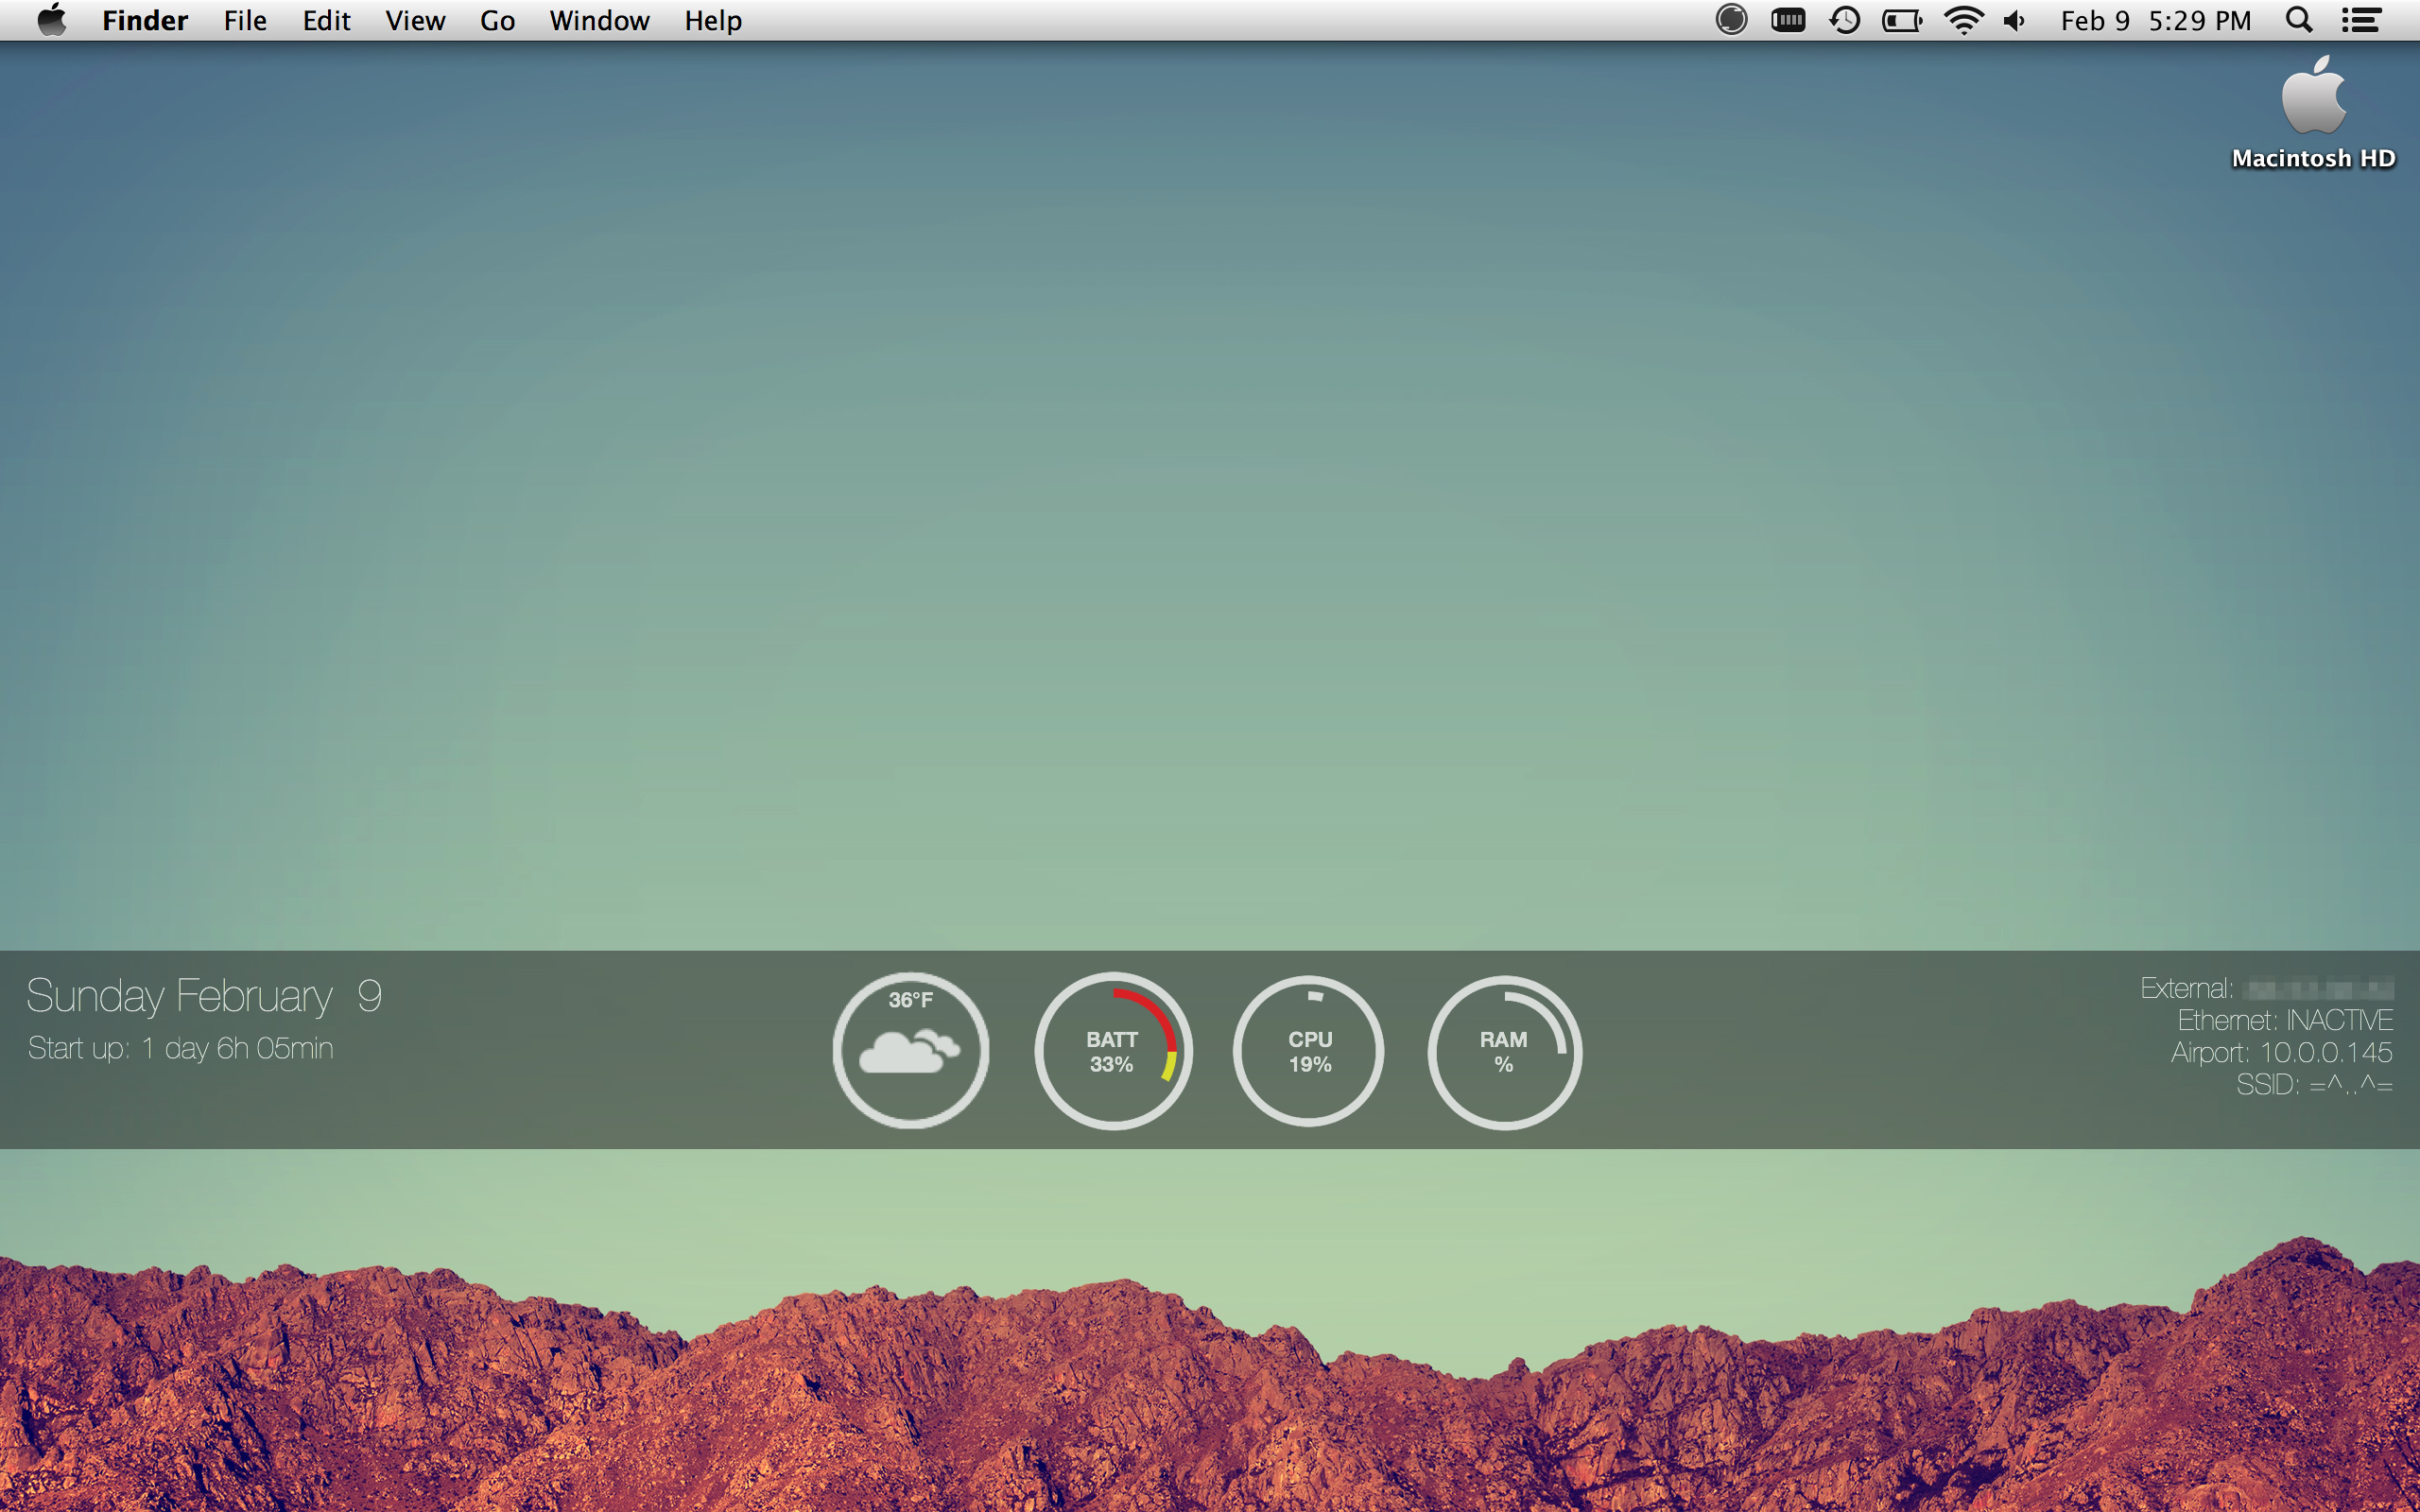 Finder File Edit View Go Window Help Feb 9 5:29 PM
Macintosh HD
Sunday February 9
Start up: 1 day 6h 05min
36°F
BATT
33%
CPU
19%
RAM
%
External:
Ethernet: INACTIVE
Airport: 10.0.0.145
SSID: =^..^=